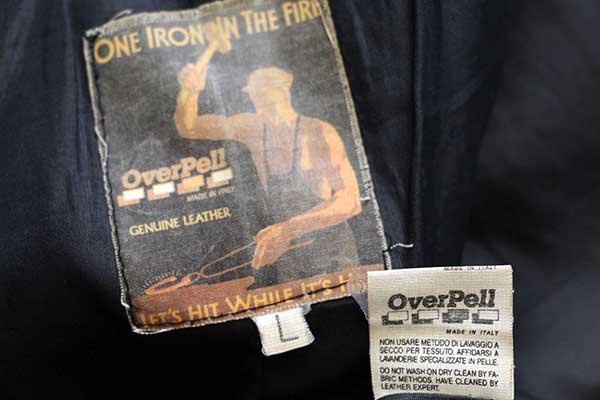 ONE IRON IN THE FIRE
OverPell
MADE IN ITALY
GENUINE LEATHER
LET'S HIT WHILE IT'S
L
MADE IN ITALY
OverPell
MADE IN ITALY
NON USARE METODO DI LAVAGGIO A
SECCO PER TESSUTO. AFFIDARSI A
LAVANDERIE SPECIALIZZATE IN PELLE.
DO NOT WASH OR DRY CLEAN BY FA-
BRIC METHODS. HAVE CLEANED BY
LEATHER EXPERT.